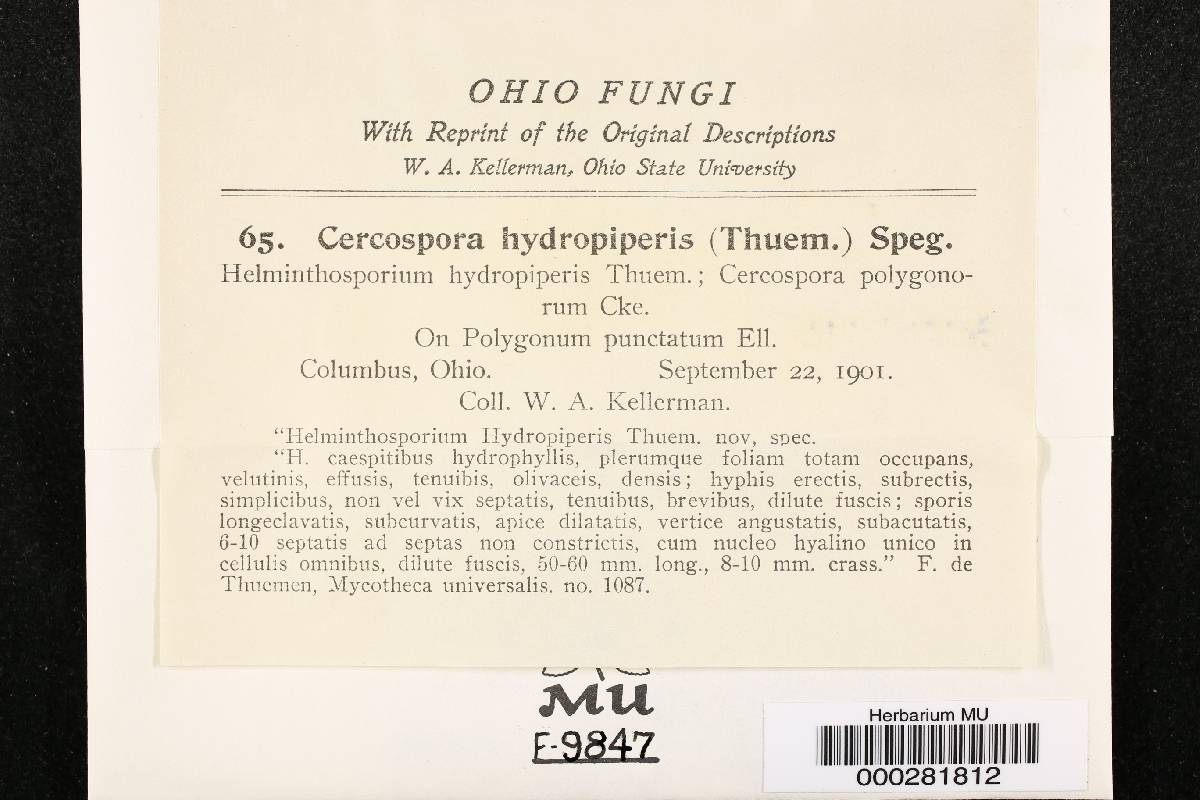 OHIO FUNGI
With Reprint of the Original Descriptions
W. A. Kellerman, Ohio State University
65. Cercospora hydropiperis (Thuem.) Speg.
Helminthosporium hydropiperis Thuem.; Cercospora polygono-
rum Cke.
On Polygonum punctatum Ell.
Columbus, Ohio. September 22, 1901.
Coll. W. A. Kellerman.
“Helminthosporium Hydropiperis Thuem. nov, spec.
“H. caespitibus hydrophyllis, plerumque foliam totam occupans,
velutinis, effusis, tenuibis, olivaceis, densis; hyphis erectis, subrectis,
simplicibus, non vel vix septatis, tenuibus, brevibus, dilute fuscis; sporis
longeclavatis, subcurvatis, apice dilatatis, vertice angustatis, subacutatis,
6-10 septatis ad septas non constrictis, cum nucleo hyalino unico in
cellulis omnibus, dilute fuscis, 50-60 mm. long., 8-10 mm. crass.” F. de
Thuemen, Mycotheca universalis. no. 1087.
MU
F-9847
Herbarium MU
000281812